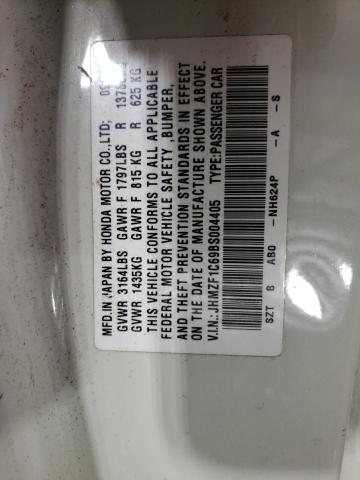 MFD.IN JAPAN BY HONDA MOTOR CO.,LTD;
GVWR 3164LBS GAWR F 1797LBS R
GVWR 1435KG GAWR F 815 KG R 625 KG
THIS VEHICLE CONFORMS TO ALL APPLICABLE
FEDERAL MOTOR VEHICLE SAFETY ,BUMPER,
AND THEFT PREVENTION STANDARDS IN EFFECT
ON THE DATE OF MANUFACTURE SHOWN ABOVE.
V.I.N.:JHMZF1C69BS004405 TYPE:PASSENGER CAR
SZT B AB0 -NH624P -A -S